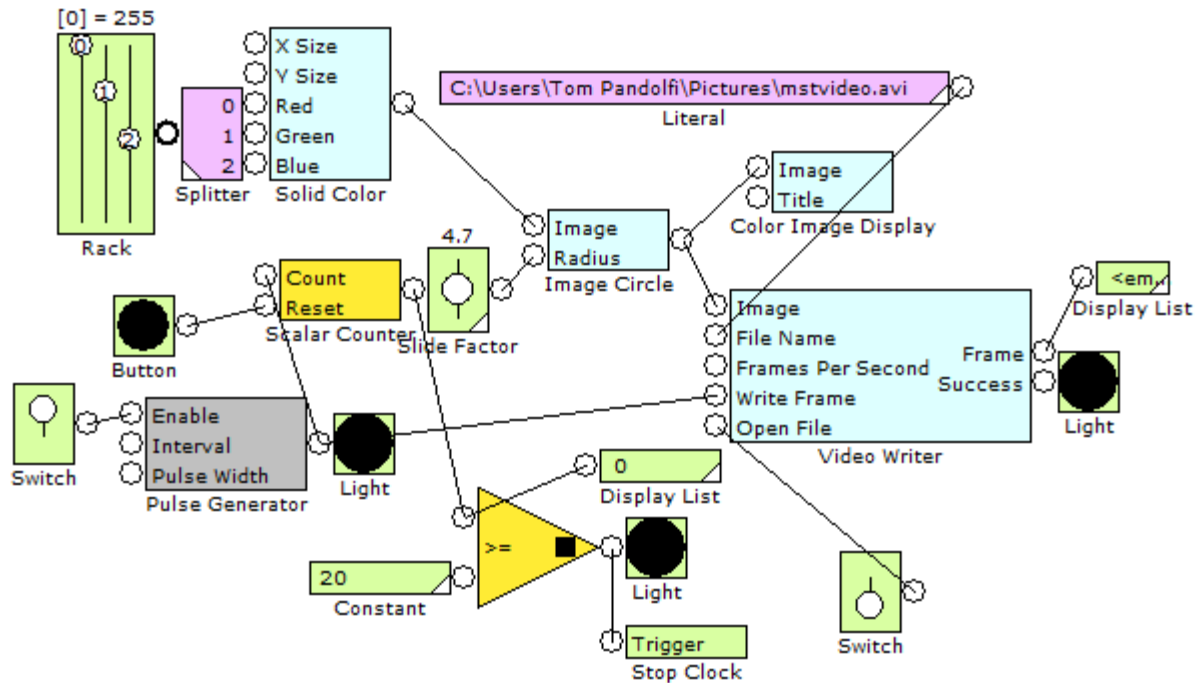 [0] = 255
0
1
2
Rack
0
1
2
Splitter
X Size
Y Size
Red
Green
Blue
Solid Color
C:\Users\Tom Pandolfi\Pictures\mstvideo.avi
Literal
Image
Title
Color Image Display
Image
Radius
Image Circle
4.7
Slide Factor
Count
Reset
Scalar Counter
Button
Switch
Enable
Interval
Pulse Width
Pulse Generator
Light
Image
File Name
Frames Per Second
Write Frame
Open File
Frame
Success
Video Writer
<em..
Display List
Light
0
Display List
>=
20
Constant
Light
Trigger
Stop Clock
Switch